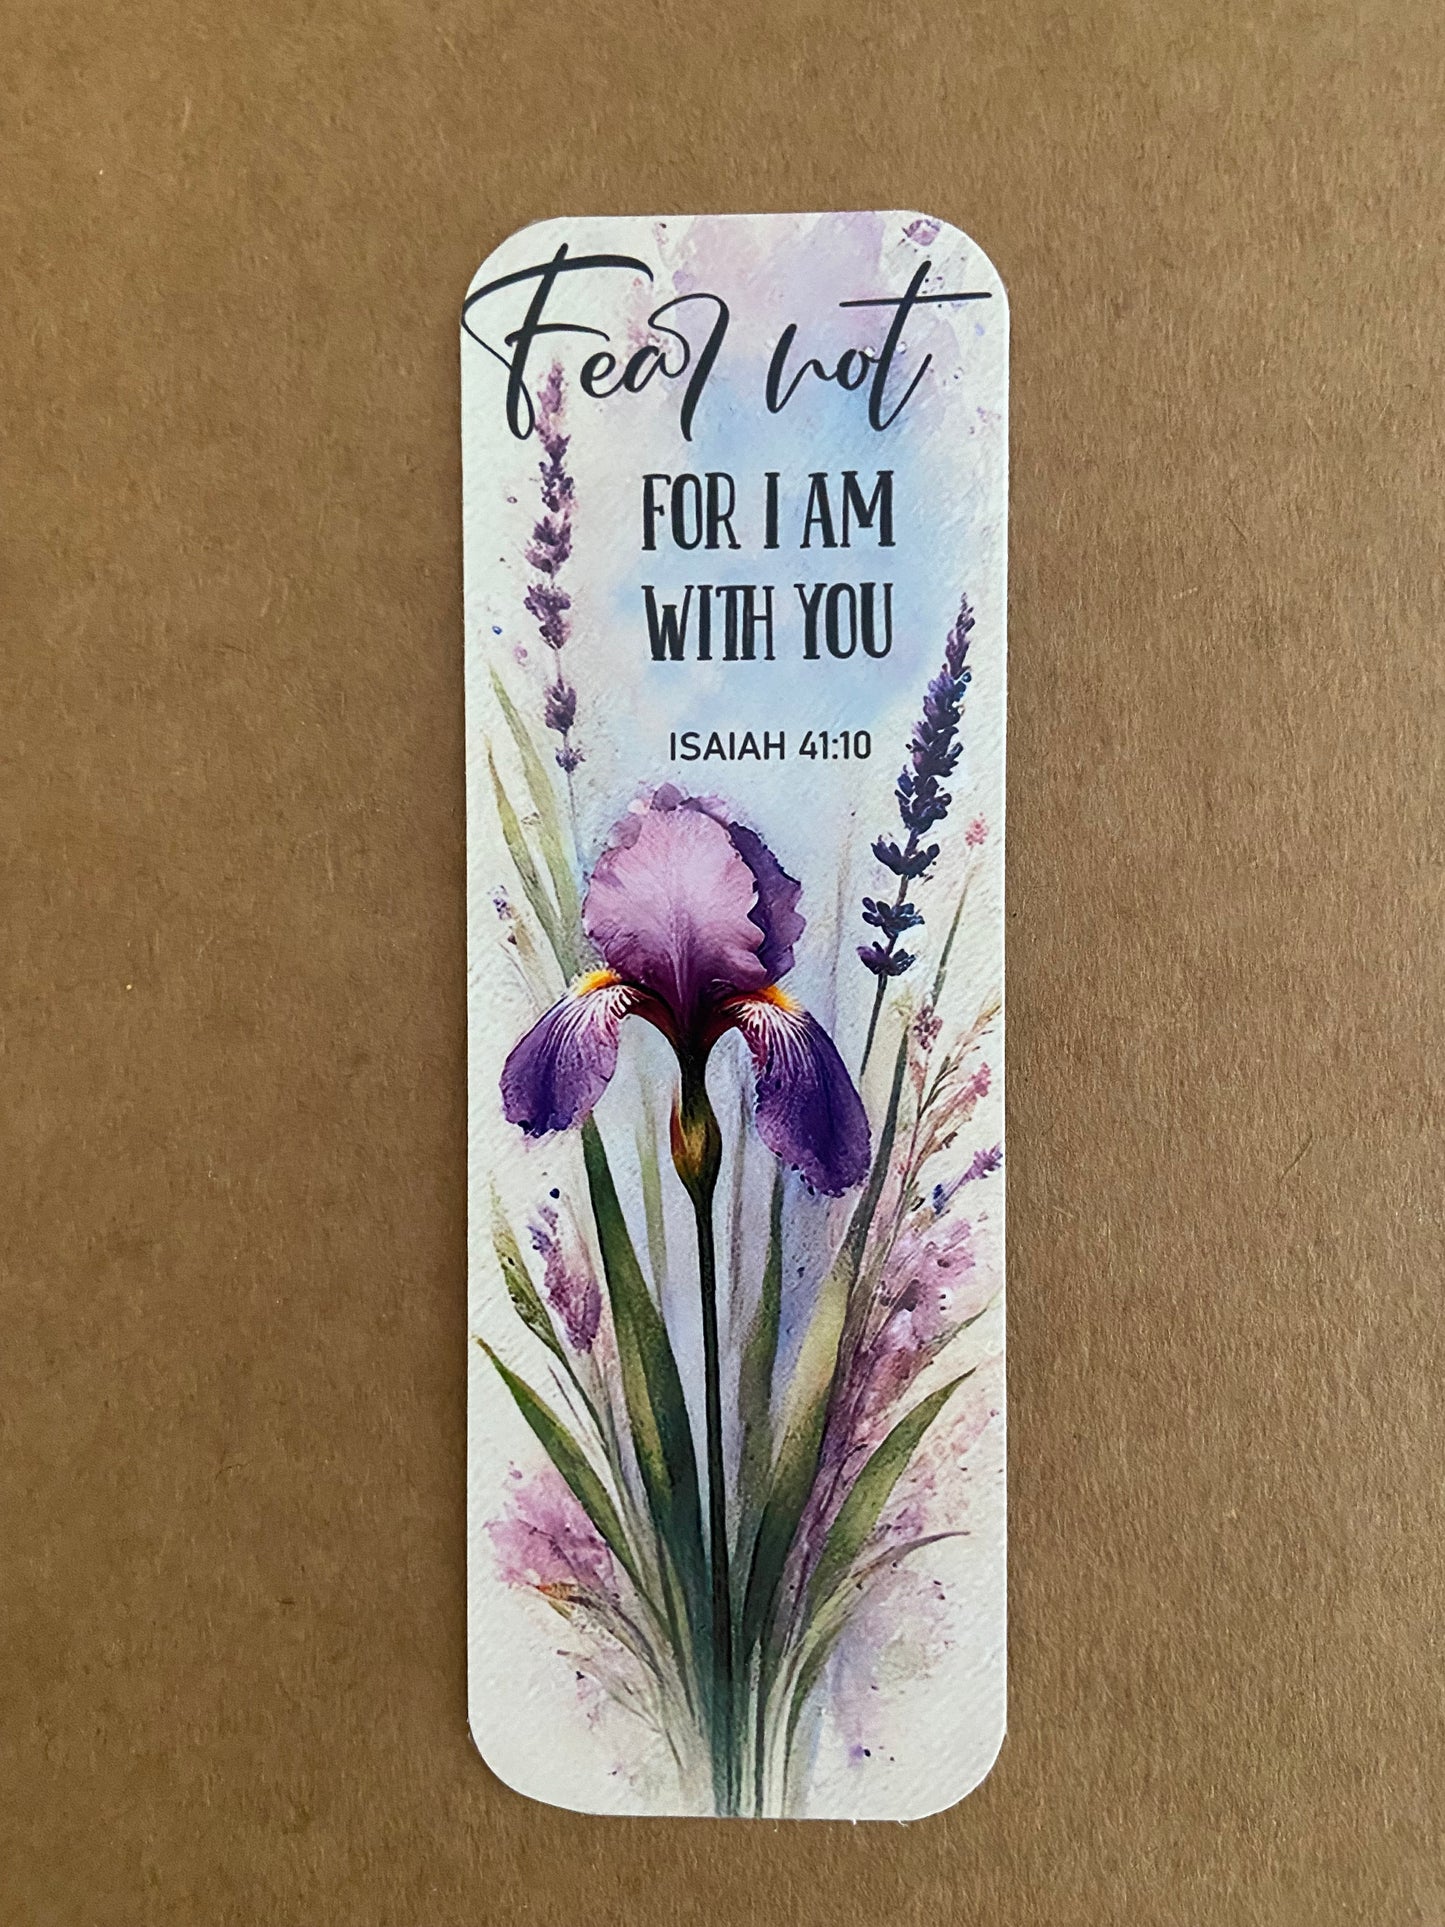 Fear not
FOR I AM
WITH YOU
ISAIAH 41:10